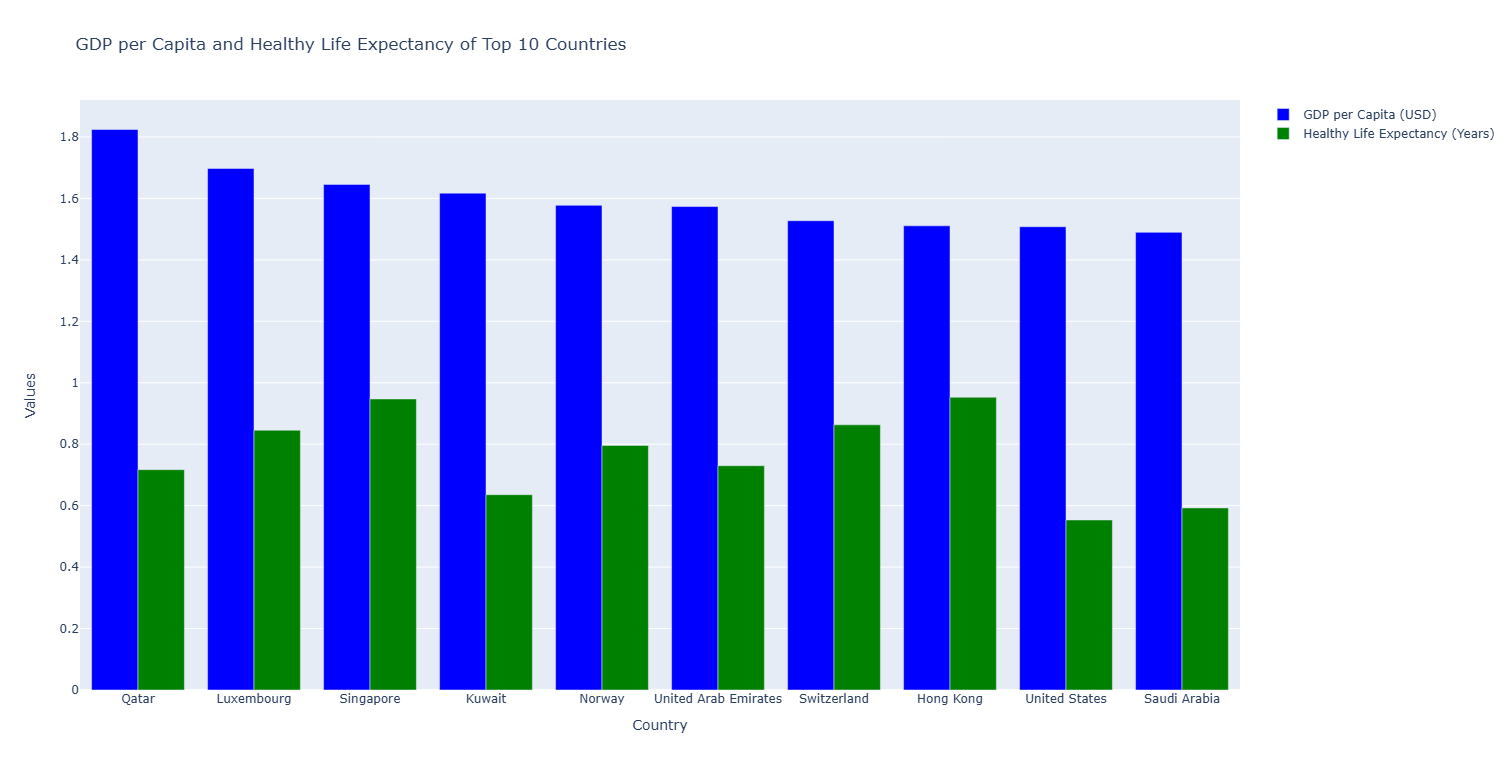 GDP per Capita and Healthy Life Expectancy of Top 10 Countries
GDP per Capita (USD)
Healthy Life Expectancy (Years)
1.8
1.6
1.4
1.2
1
0.8
0.6
0.4
0.2
0
Values
Qatar Luxembourg Singapore Kuwait Norway United Arab Emirates Switzerland Hong Kong United States Saudi Arabia
Country